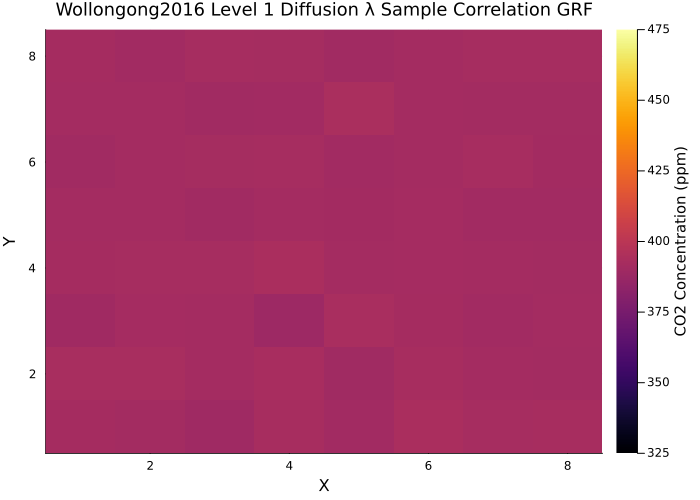 Wollongong2016 Level 1 Diffusion λ Sample Correlation GRF
8
6
4
2
Y
2 4 6 8
X
475
450
425
400
375
350
325
CO2 Concentration (ppm)